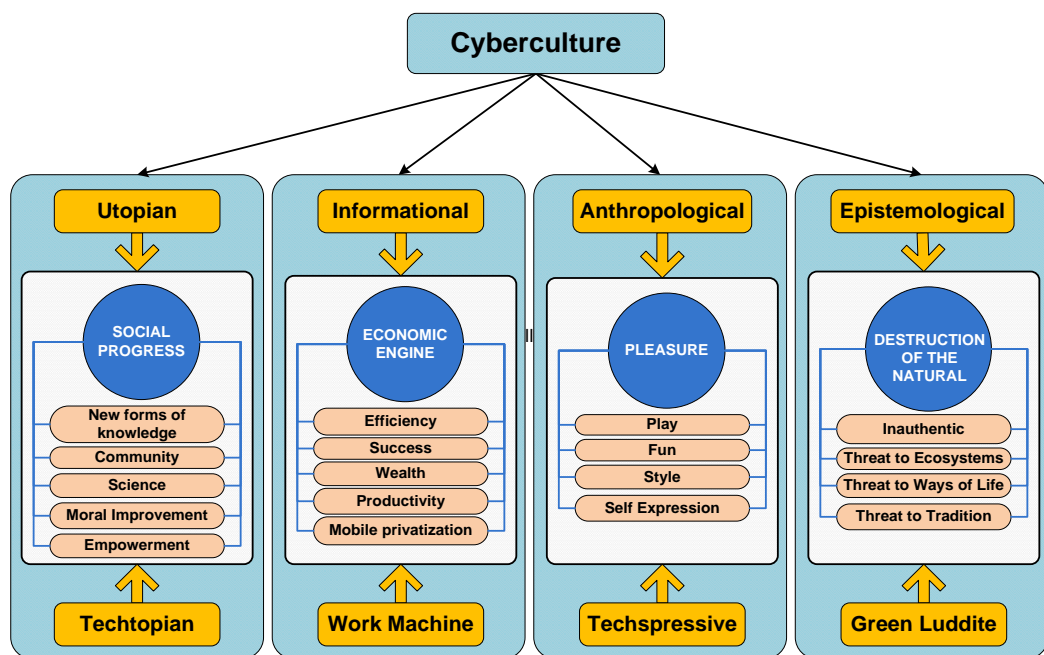 Cyberculture
Utopian
SOCIAL
PROGRESS
New forms of
knowledge
Community
Science
Moral Improvement
Empowerment
Techtopian
Informational
ECONOMIC
ENGINE
Efficiency
Success
Wealth
Productivity
Mobile privatization
Work Machine
ll
Anthropological
PLEASURE
Play
Fun
Style
Self Expression
Techspressive
Epistemological
DESTRUCTION
OF THE
NATURAL
Inauthentic
Threat to Ecosystems
Threat to Ways of Life
Threat to Tradition
Green Luddite